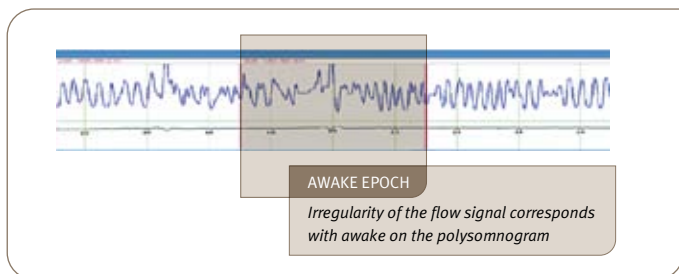 AWAKE EPOCH
Irregularity of the flow signal corresponds
with awake on the polysomnogram